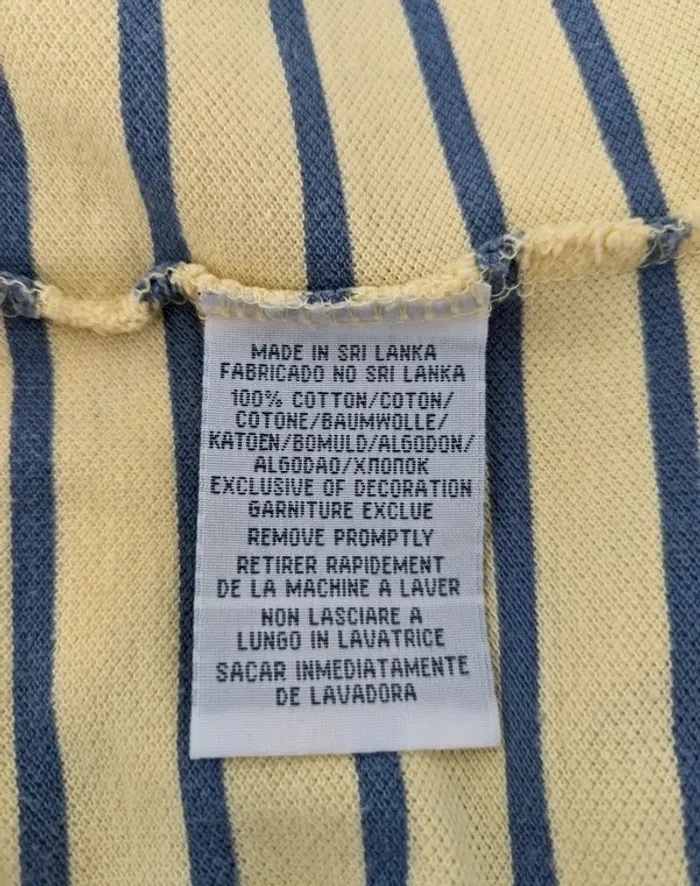 MADE IN SRI LANKA
FABRICADO NO SRI LANKA
100% COTTON/COTON/
COTONE/BAUMWOLLE/
KATOEN/BOMULD/ALGODON/
ALGODAO/ХЛОПОК
EXCLUSIVE OF DECORATION
GARNITURE EXCLUE
REMOVE PROMPTLY
RETIRER RAPIDEMENT
DE LA MACHINE A LAVER
NON LASCIARE A
LUNGO IN LAVATRICE
SACAR INMEDIATAMENTE
DE LAVADORA